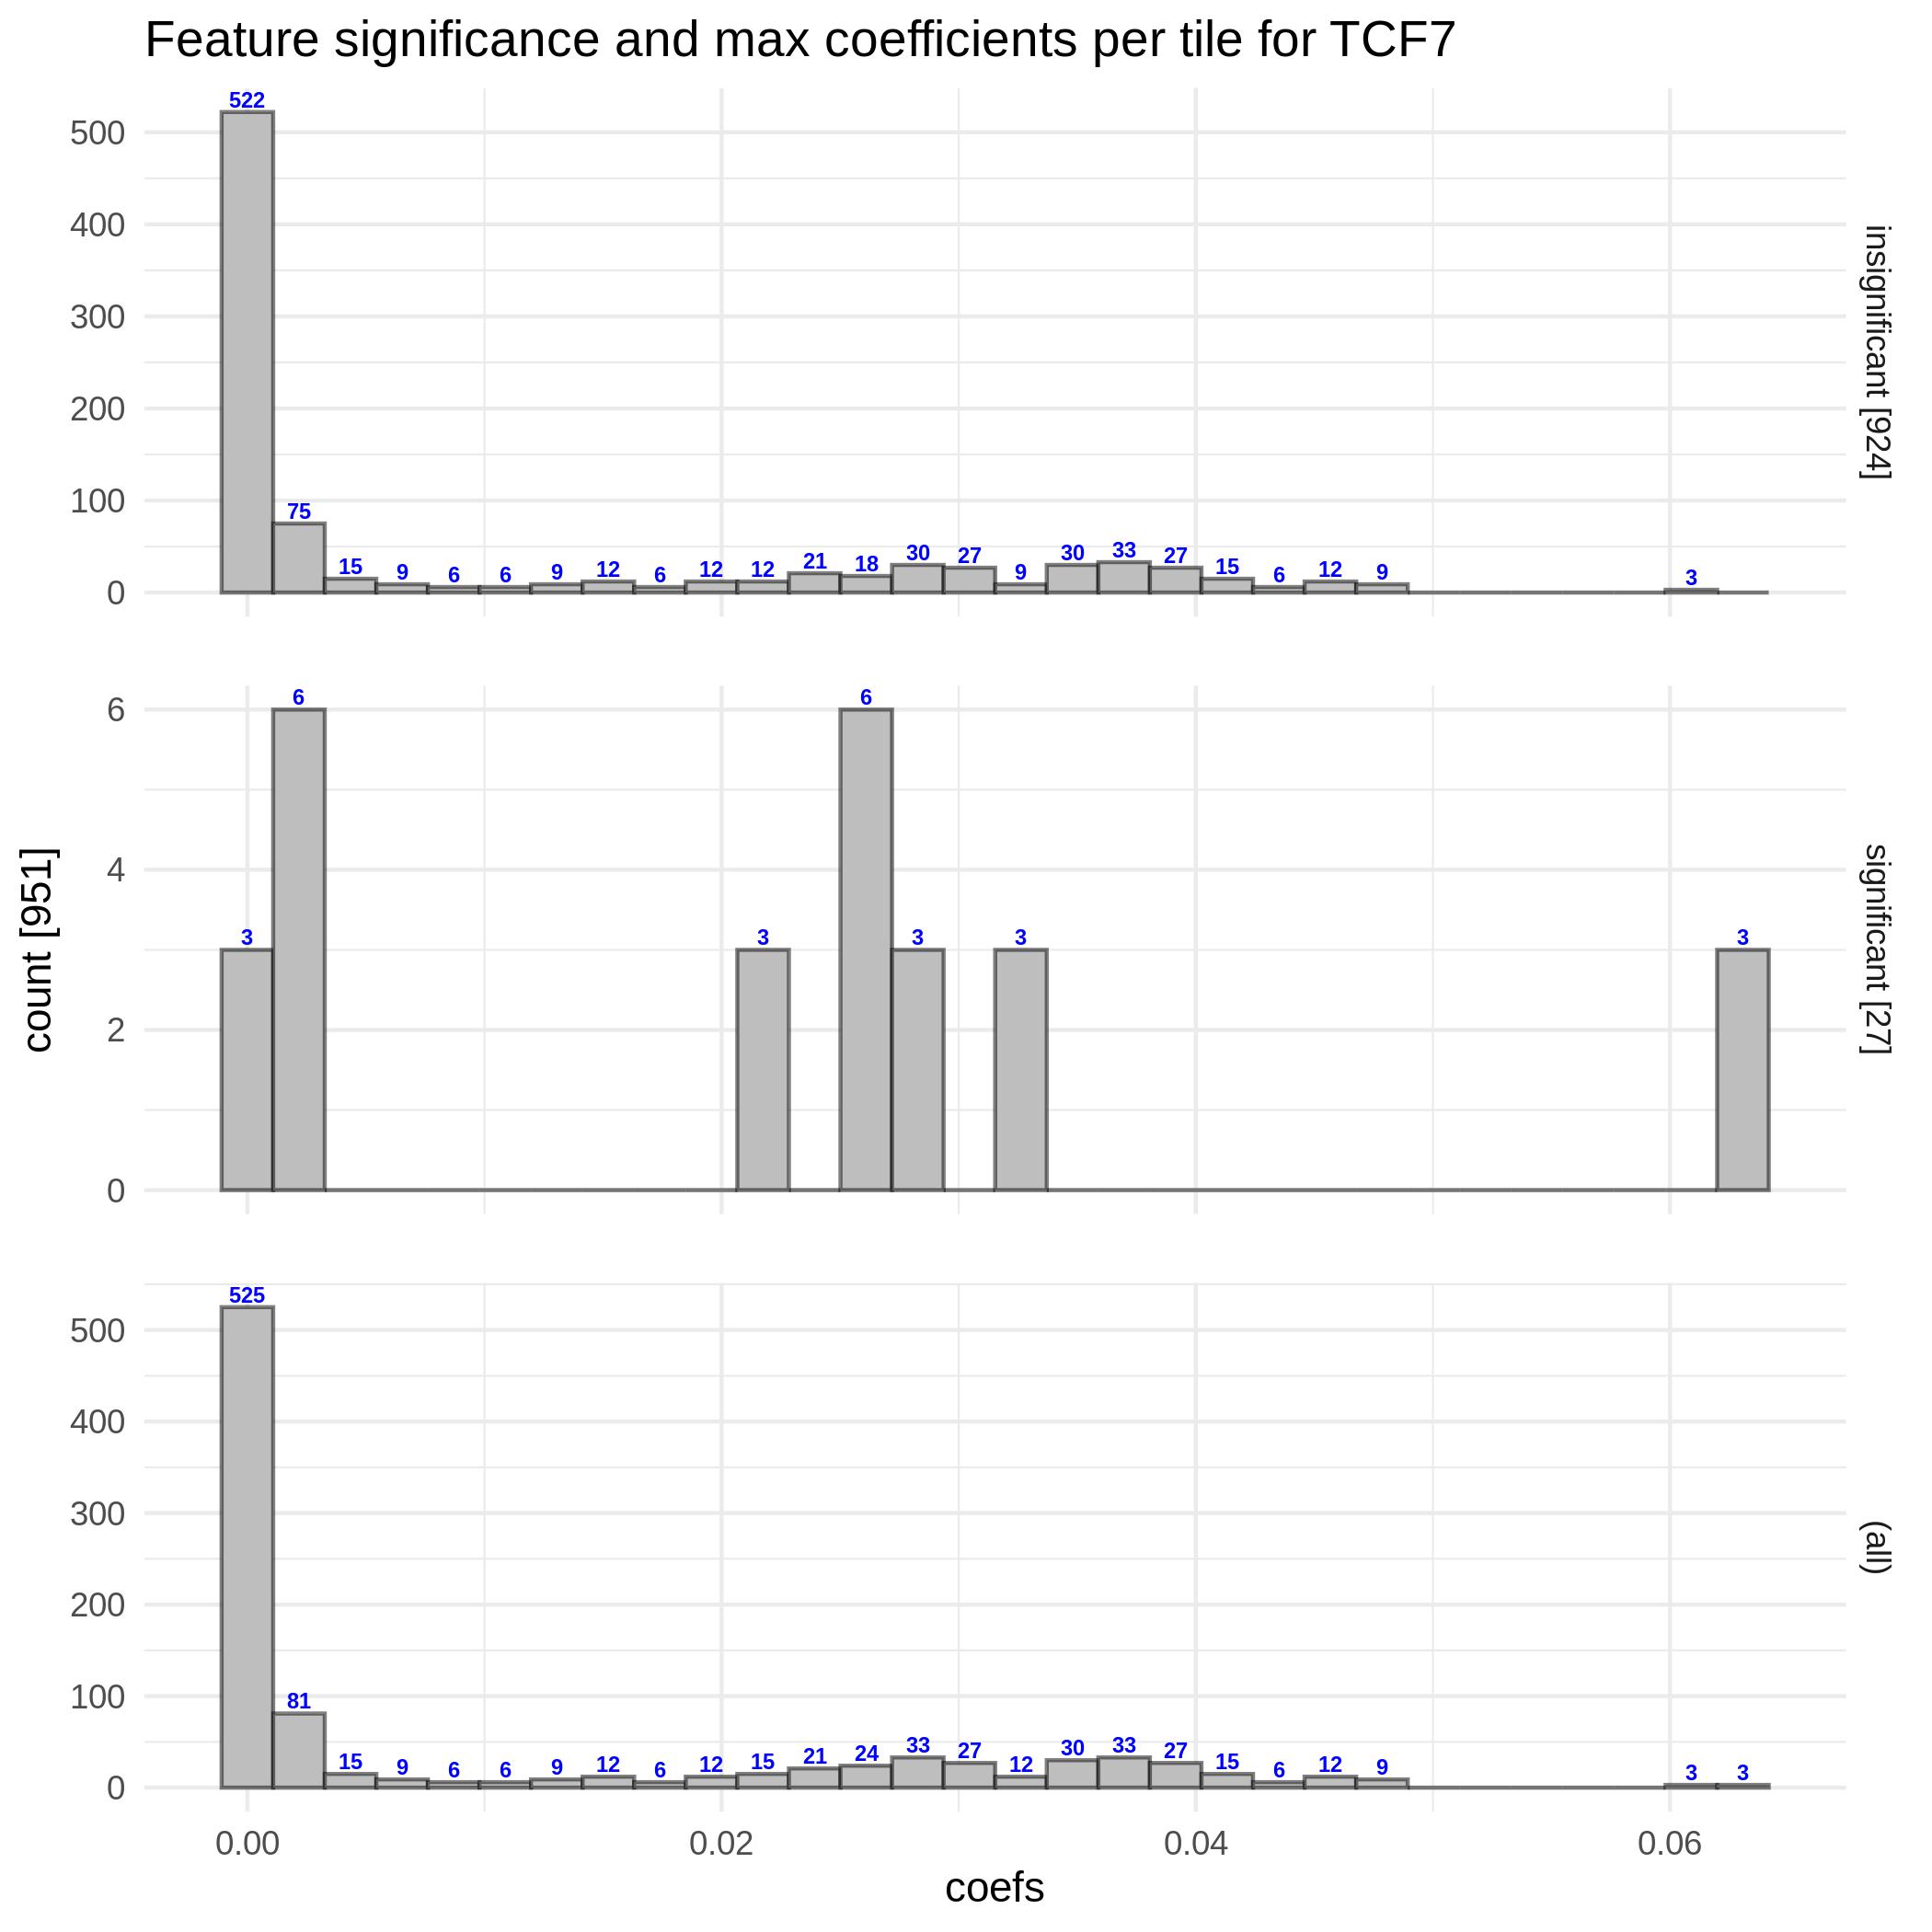 Feature significance and max coefficients per tile for TCF7
522
500
400
300
200
100
0
75 15 9 6 6 9 12 6 12 12 21 18 30 27 9 30 33 27 15 6 12 9 3
insignificant [924]
6
4
2
0
3 6 3 6 3 3 3
significant [27]
count [951]
525
500
400
300
200
100
0
81 15 9 6 6 9 12 6 12 15 21 24 33 27 12 30 33 27 15 6 12 9 3 3
(all)
0.00 0.02 0.04 0.06
coefs